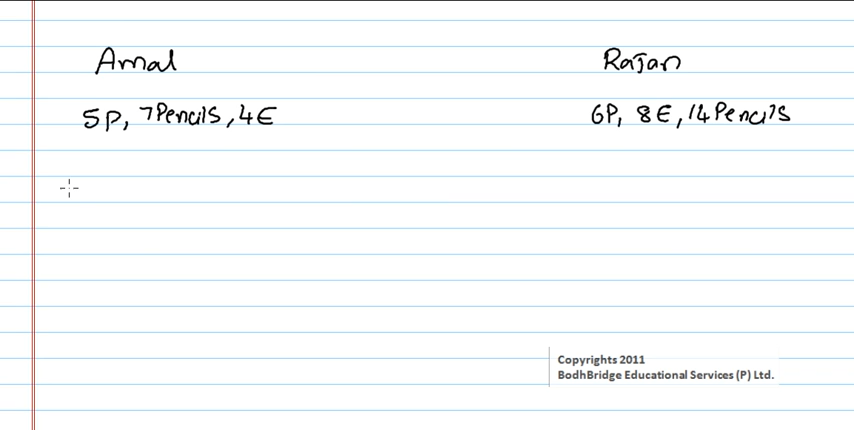 Amal
Rajan
5P, 7Pencils, 4E
6P, 8E, 14Pencils
Copyrights 2011
BodhBridge Educational Services (P) Ltd.